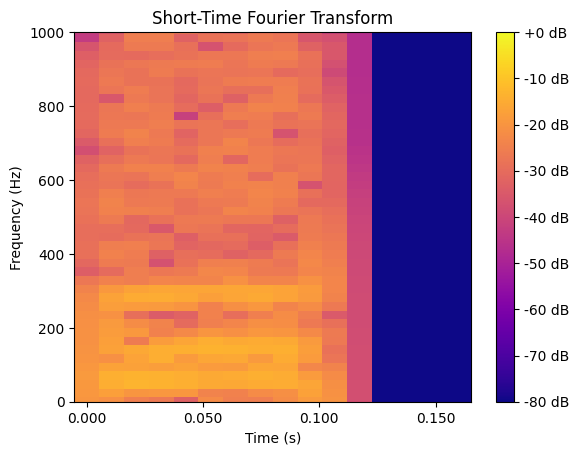 Short-Time Fourier Transform
Frequency (Hz)
1000
800
600
400
200
0
0.000
0.050
0.100
0.150
Time (s)
+0 dB
-10 dB
-20 dB
-30 dB
-40 dB
-50 dB
-60 dB
-70 dB
-80 dB